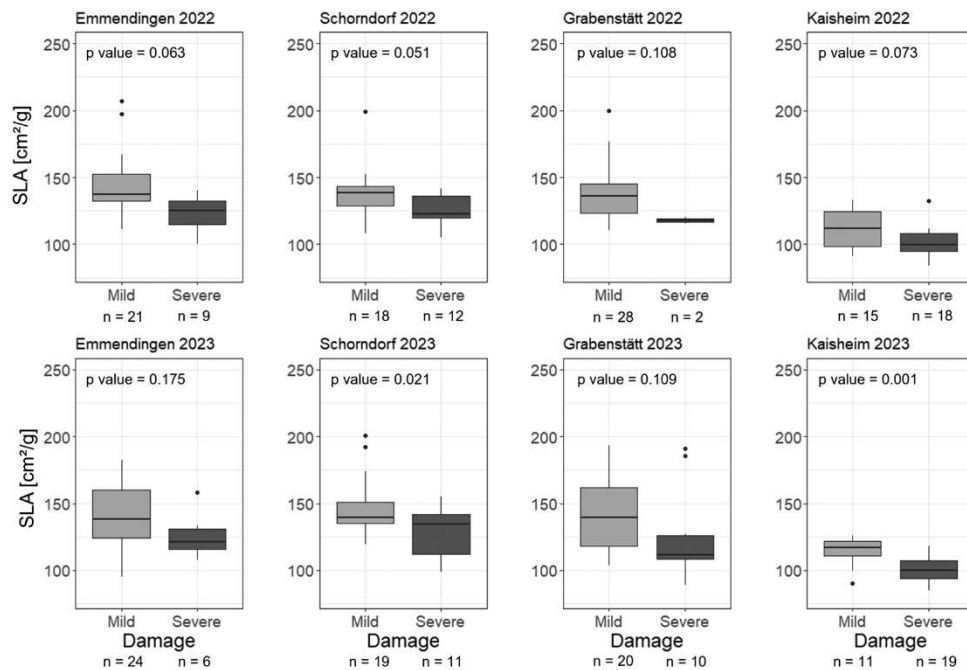 Emmendingen 2022
p value = 0.063
SLA [cm²/g]
250
200
150
100
Mild Severe
n = 21 n = 9
Schorndorf 2022
p value = 0.051
250
200
150
100
Mild Severe
n = 18 n = 12
Grabenstätt 2022
p value = 0.108
250
200
150
100
Mild Severe
n = 28 n = 2
Kaisheim 2022
p value = 0.073
250
200
150
100
Mild Severe
n = 15 n = 18
Emmendingen 2023
p value = 0.175
SLA [cm²/g]
250
200
150
100
Mild Severe
Damage
n = 24 n = 6
Schorndorf 2023
p value = 0.021
250
200
150
100
Mild Severe
Damage
n = 19 n = 11
Grabenstätt 2023
p value = 0.109
250
200
150
100
Mild Severe
Damage
n = 20 n = 10
Kaisheim 2023
p value = 0.001
250
200
150
100
Mild Severe
Damage
n = 11 n = 19